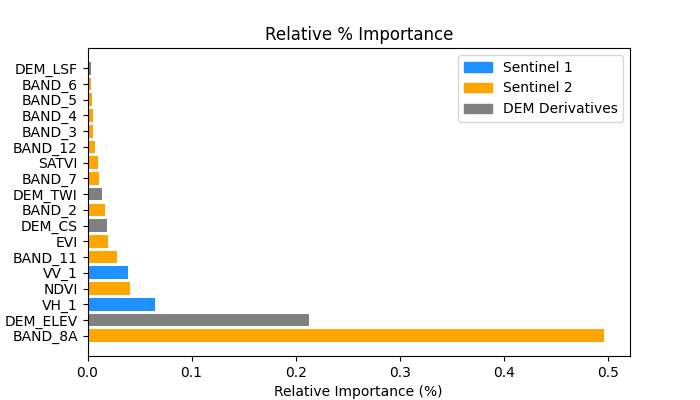 Relative % Importance
DEM_LSF
BAND_6
BAND_5
BAND_4
BAND_3
BAND_12
SATVI
BAND_7
DEM_TWI
BAND_2
DEM_CS
EVI
BAND_11
VV_1
NDVI
VH_1
DEM_ELEV
BAND_8A
Sentinel 1
Sentinel 2
DEM Derivatives
0.0 0.1 0.2 0.3 0.4 0.5
Relative Importance (%)